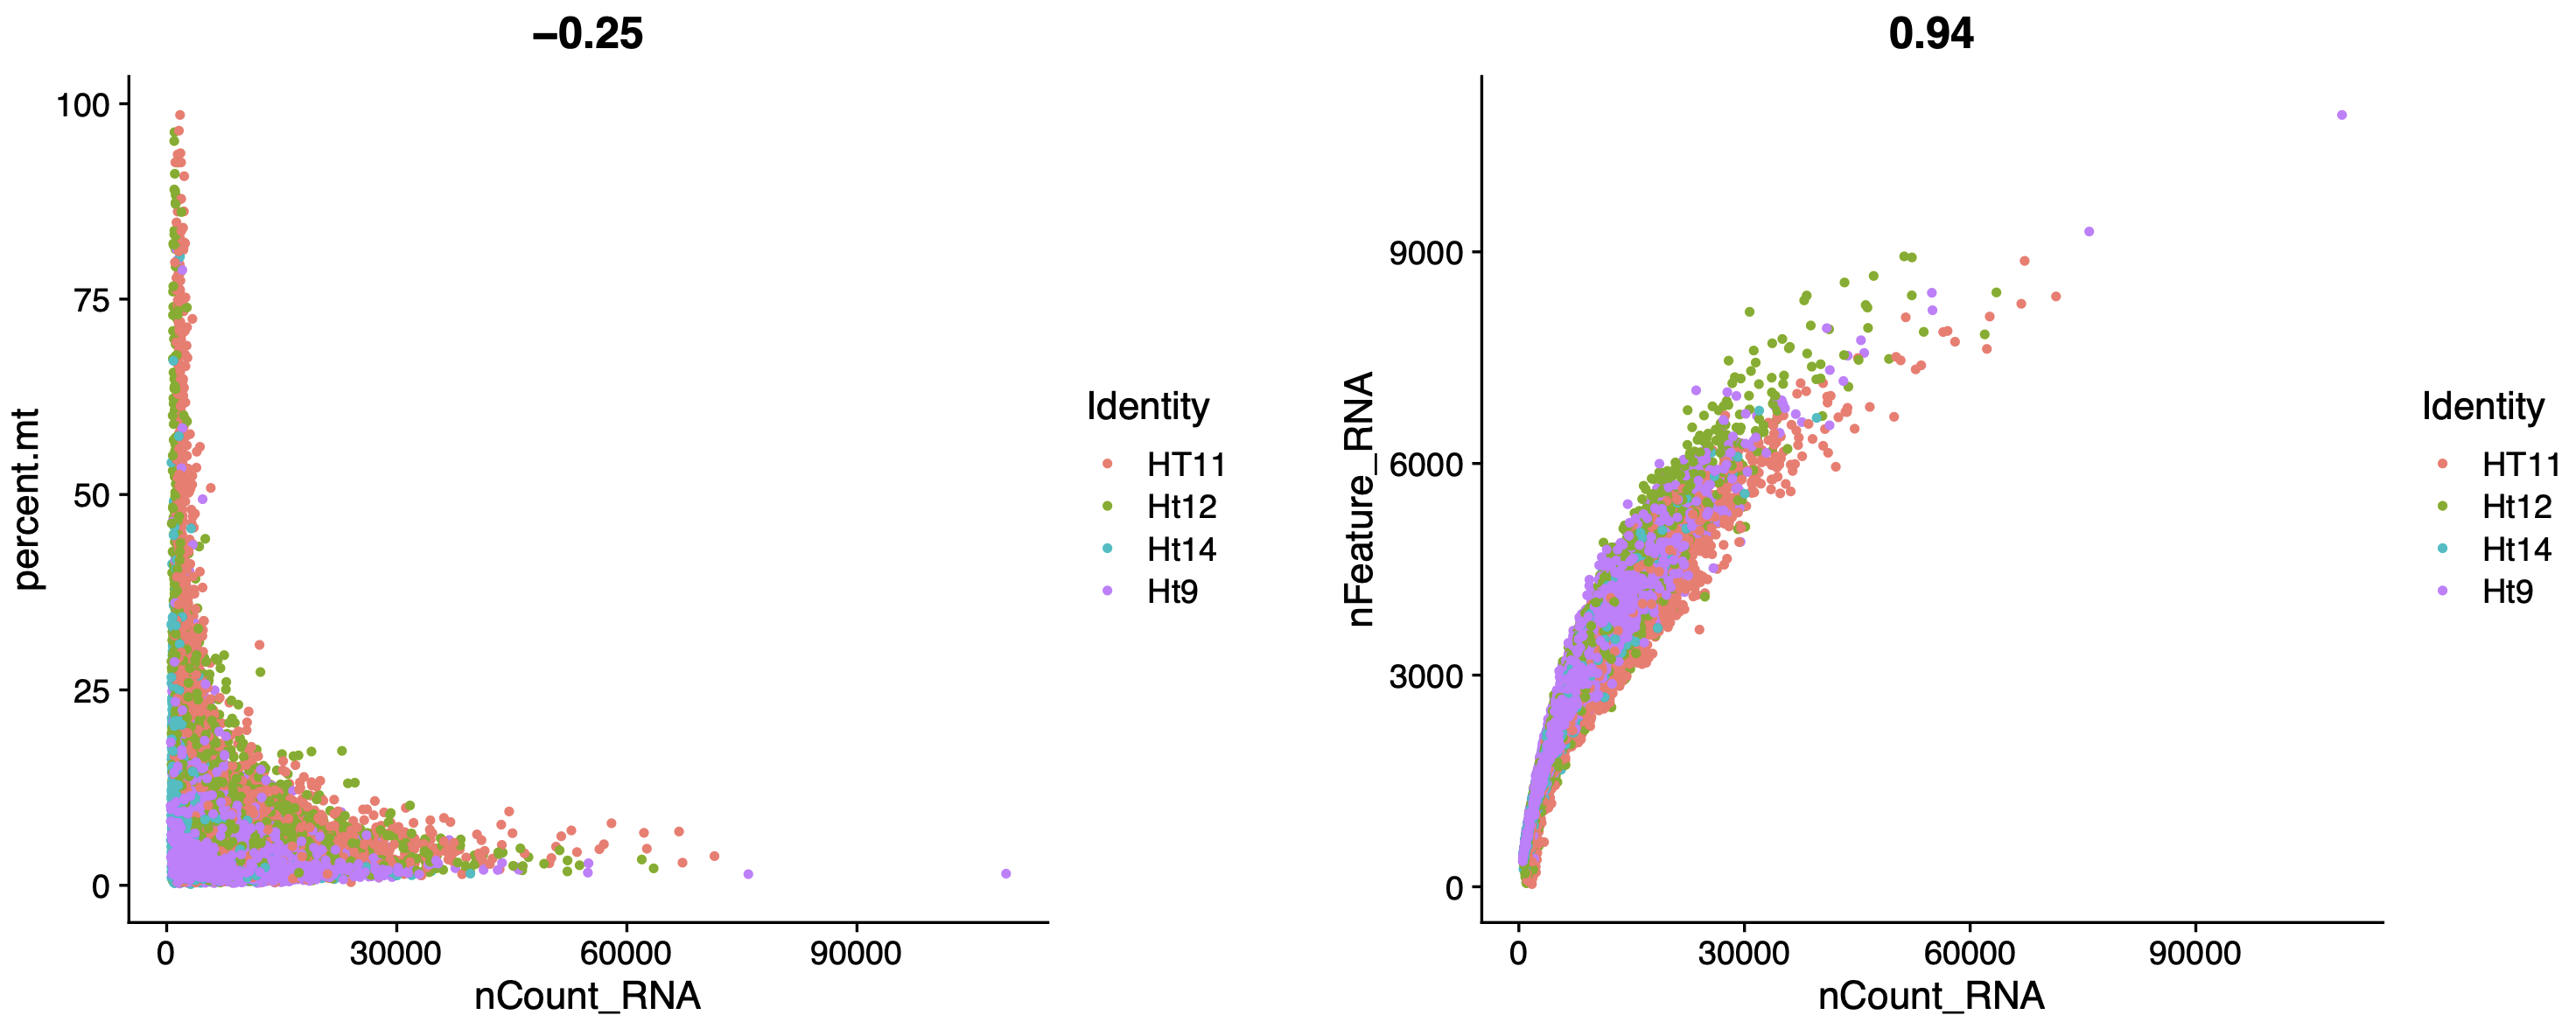 −0.25
100
75
50
25
0
percent.mt
0
30000
60000
90000
nCount_RNA
Identity
HT11
Ht12
Ht14
Ht9
0.94
9000
6000
3000
0
nFeature_RNA
0
30000
60000
90000
nCount_RNA
Identity
HT11
Ht12
Ht14
Ht9